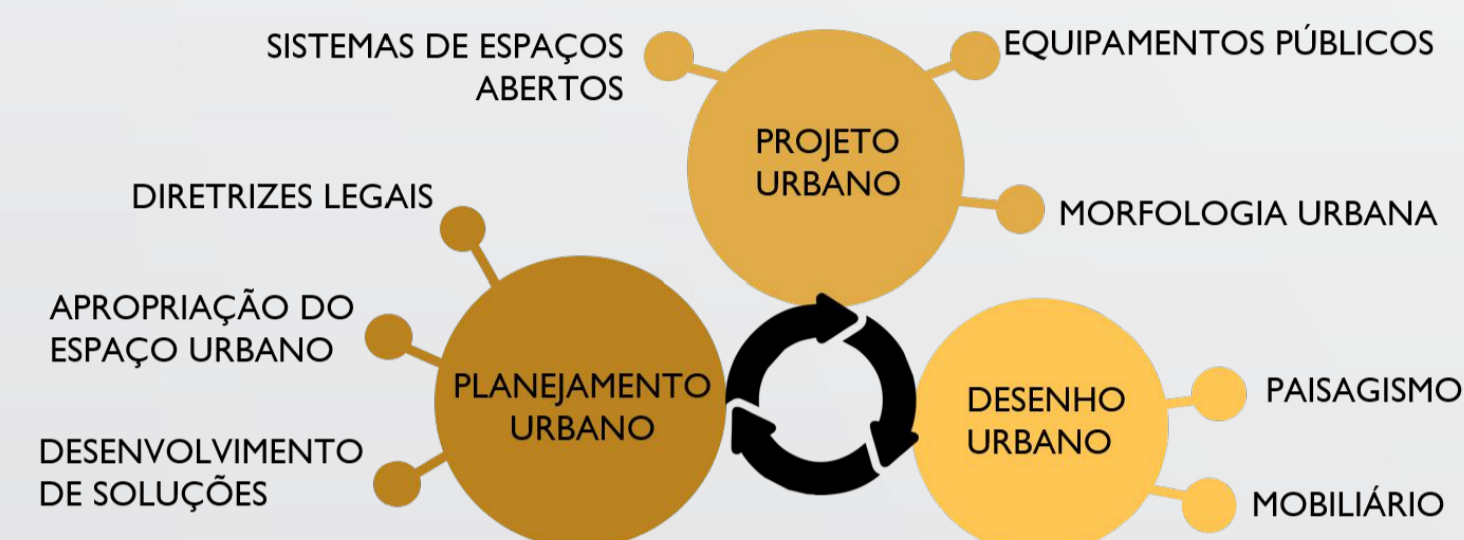 SISTEMAS DE ESPAÇOS
ABERTOS
EQUIPAMENTOS PÚBLICOS
PROJETO
URBANO
MORFOLOGIA URBANA
DIRETRIZES LEGAIS
APROPRIAÇÃO DO
ESPAÇO URBANO
PLANEJAMENTO
URBANO
DESENVOLVIMENTO
DE SOLUÇÕES
DESENHO
URBANO
PAISAGISMO
MOBILIÁRIO